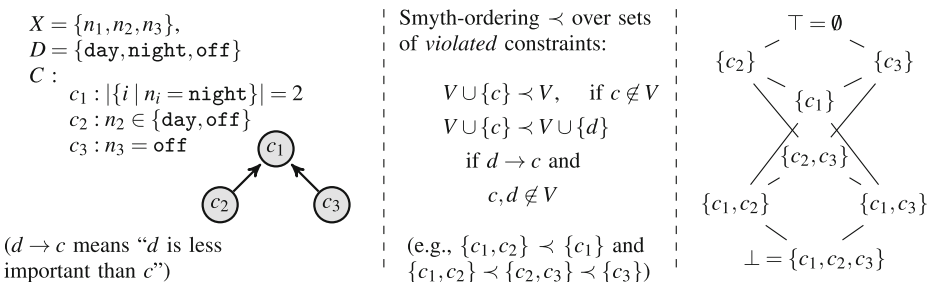 X = {n₁,n₂,n₃},
D = {day,night,off}
C :
c₁ : |{i | nᵢ = night}| = 2
c₂ : n₂ ∈ {day,off}
c₃ : n₃ = off
c₁
c₂
c₃
(d → c means “d is less
important than c”)
Smyth-ordering ≺ over sets
of violated constraints:
V ∪ {c} ≺ V, if c ∉ V
V ∪ {c} ≺ V ∪ {d}
if d → c and
c,d ∉ V
(e.g., {c₁,c₂} ≺ {c₁} and
{c₁,c₂} ≺ {c₂,c₃} ≺ {c₃})
⊤ = ∅
{c₂}
{c₃}
{c₁}
{c₂,c₃}
{c₁,c₂}
{c₁,c₃}
⊥ = {c₁,c₂,c₃}